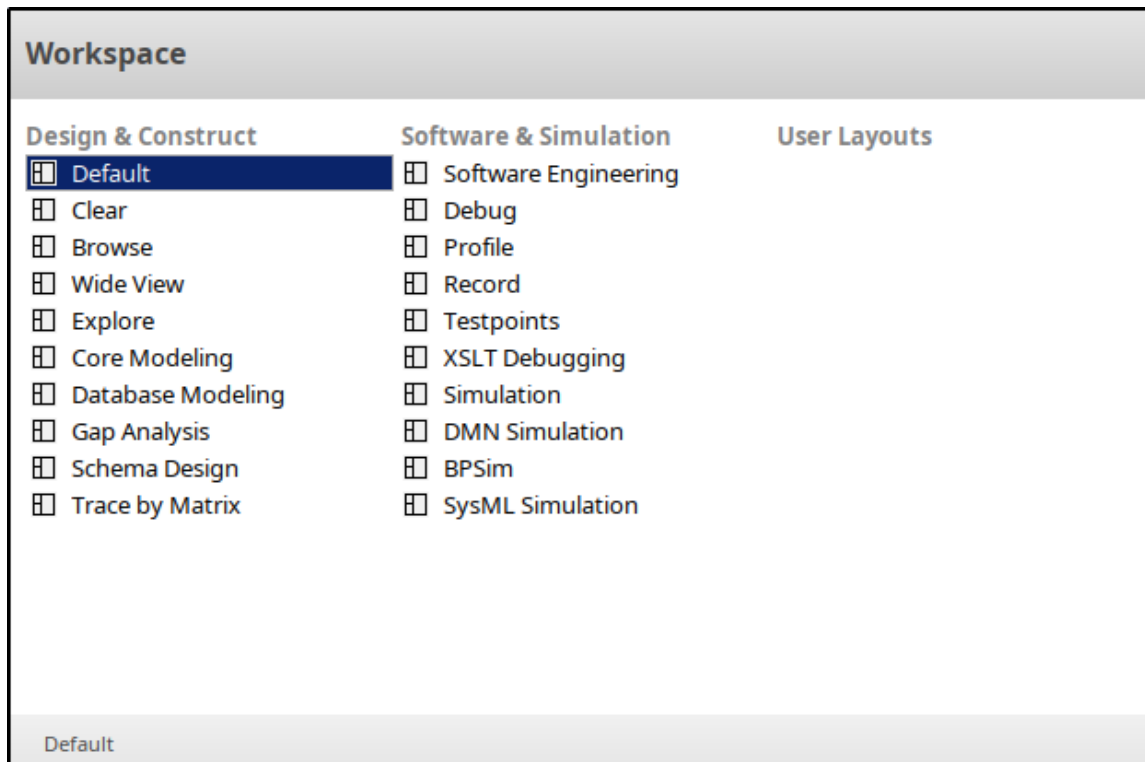 Workspace
Design & Construct
Default
Clear
Browse
Wide View
Explore
Core Modeling
Database Modeling
Gap Analysis
Schema Design
Trace by Matrix
Software & Simulation
Software Engineering
Debug
Profile
Record
Testpoints
XSLT Debugging
Simulation
DMN Simulation
BPSim
SysML Simulation
User Layouts
Default